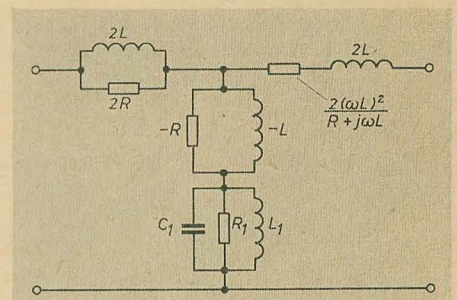 2L
2L
2R
2(ωL)²
R + jωL
-R
-L
C₁
R₁
L₁